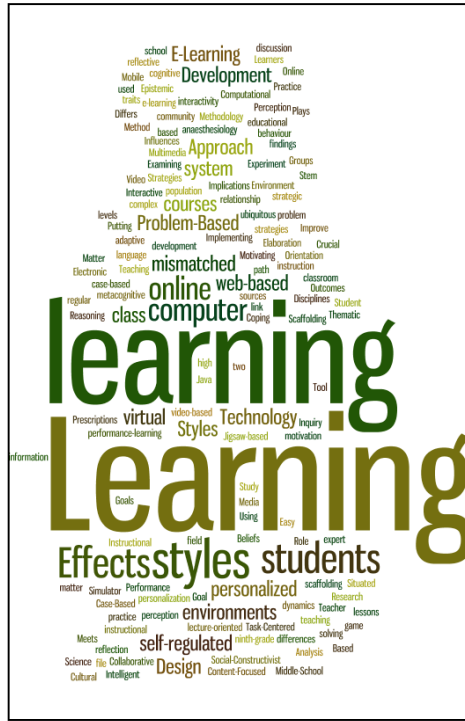 school E-Learning discussion
reflective Learners
Mobile cognitive Development Online
used Epistemic Computational Practice
traits e-learning interactivity Perception Plays
Differs community Methodology educational
Method based anaesthesiology behaviour
Influences Approach findings
Multimedia
Examining system Experiment Groups
Video Strategies Implications Environment Stem
Interactive population relationship strategic
complex courses
levels Problem-Based ubiquitous problem
Putting strategies Improve
adaptive development Implementing Elaboration Crucial
Matter language mismatched Motivating Orientation
Electronic Teaching path instruction
case-based online web-based classroom
metacognitive sources Outcomes
regular class computer link Disciplines Student
Reasoning Coping Scaffolding Thematic
learning
high two
Java Tool
Prescriptions virtual video-based Technology Inquiry
performance-learning Styles Jigsaw-based motivation
information
Learning
Goals Study
Media
Using Easy
Instructional field Beliefs Role expert
Effects styles students
matter Simulator Performance personalized scaffolding Situated
personalization Goal Research
Case-Based environments dynamics Teacher lessons
practice perception teaching
instructional lecture-oriented Task-Centered game
Meets self-regulated ninth-grade differences solving
reflection Analysis Based
Science file Collaborative Design Social-Constructivist
Cultural Intelligent Content-Focused Middle-School